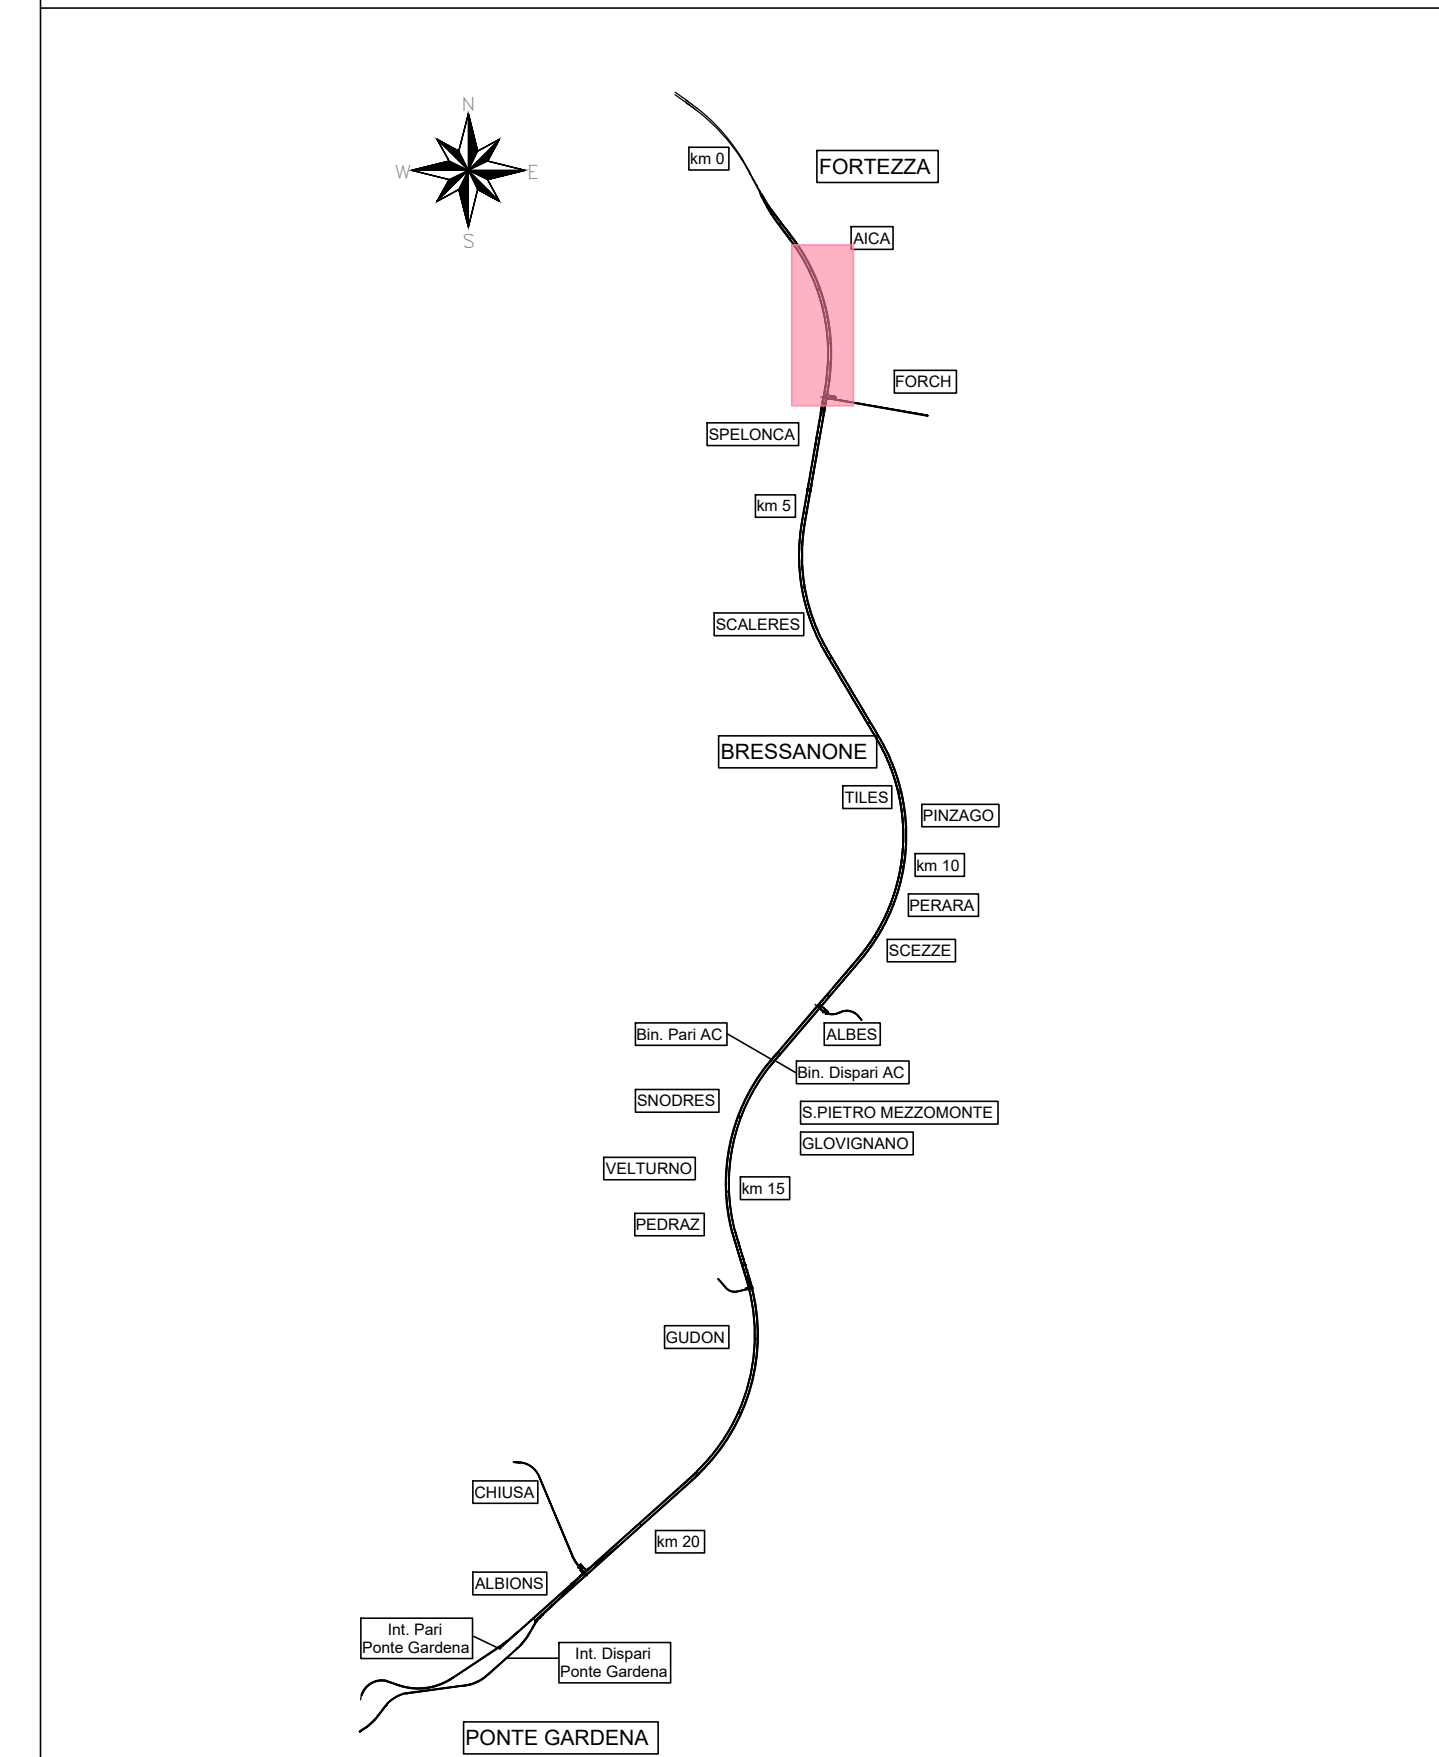 N
km 0
FORTEZZA
W
E
AICA
S
FORCH
SPELONCA
km 5
SCALERES
BRESSANONE
TILES
PINZAGO
km 10
PERARA
SCEZZE
Bin. Pari AC
ALBES
Bin. Dispari AC
SNODRES
S.PIETRO MEZZOMONTE
GLOVIGNANO
VELTURNO
km 15
PEDRAZ
GUDON
CHIUSA
km 20
ALBIONS
Int. Pari
Ponte Gardena
Int. Dispari
Ponte Gardena
PONTE GARDENA